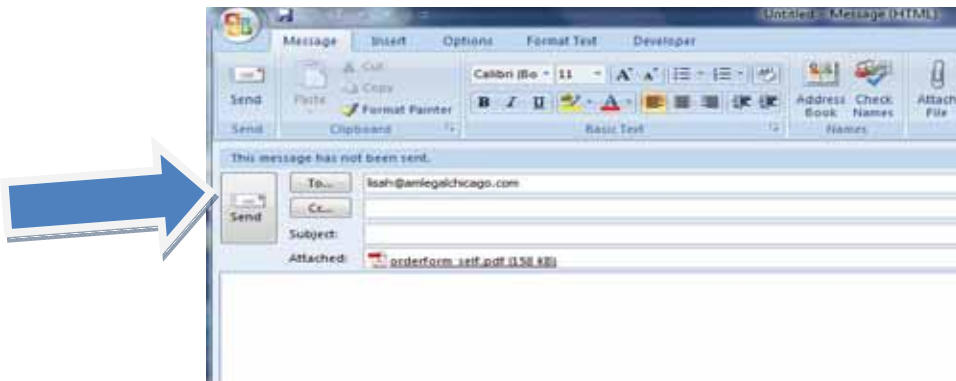 Untitled - Message (HTML)
Message Insert Options Format Text Developer
Cut
Copy
Format Painter
Calibri (Bo 11 A A
B I U A
Send Paste Address Book Check Names Attach File
Send Clipboard Basic Text Names
This message has not been sent.
To... lisah@amlegalchicago.com
Send
Cc...
Subject:
Attached: orderform_self.pdf (158 KB)